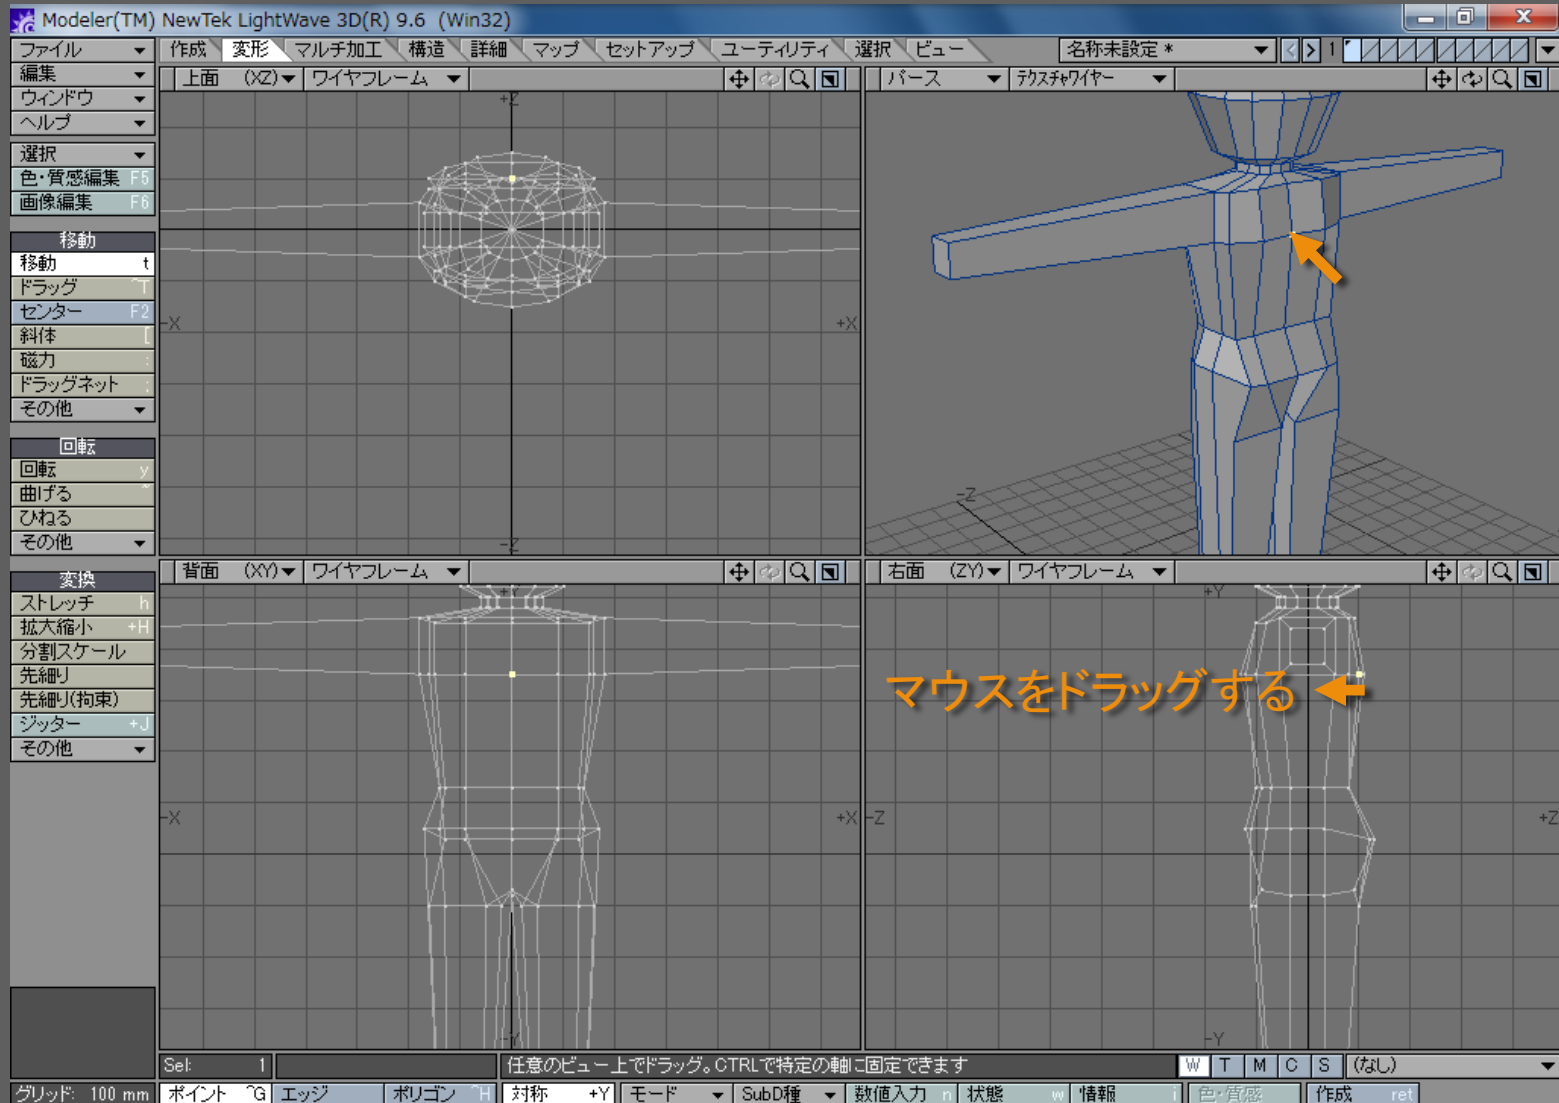 Modeler(TM) NewTek LightWave 3D(R) 9.6 (Win32)
ファイル 作成 変形 マルチ加工 構造 詳細 マップ セットアップ ユーティリティ 選択 ビュー 名称未設定 * 1
編集
ウィンドウ
ヘルプ
選択
色・質感編集 F5
画像編集 F6
移動
移動 t
ドラッグ ^T
センター F2
斜体 [
磁力 :
ドラッグネット ;
その他
回転
回転 y
曲げる ~
ひねる
その他
変換
ストレッチ h
拡大縮小 +H
分割スケール
先細り
先細り(拘束)
ジッター +J
その他
上面 (XZ) ワイヤフレーム
+Z
-X
+X
-Z
パース テクスチャワイヤー
-Z
背面 (XY) ワイヤフレーム
+Y
-X
+X
-Y
右面 (ZY) ワイヤフレーム
+Y
マウスをドラッグする
-Z
+Z
-Y
Sel: 1 任意のビュー上でドラッグ。CTRLで特定の軸に固定できます W T M C S (なし)
グリッド: 100 mm ポイント ^G エッジ ポリゴン ^H 対称 +Y モード SubD種 数値入力 n 状態 w 情報 i 色・質感 作成 ret